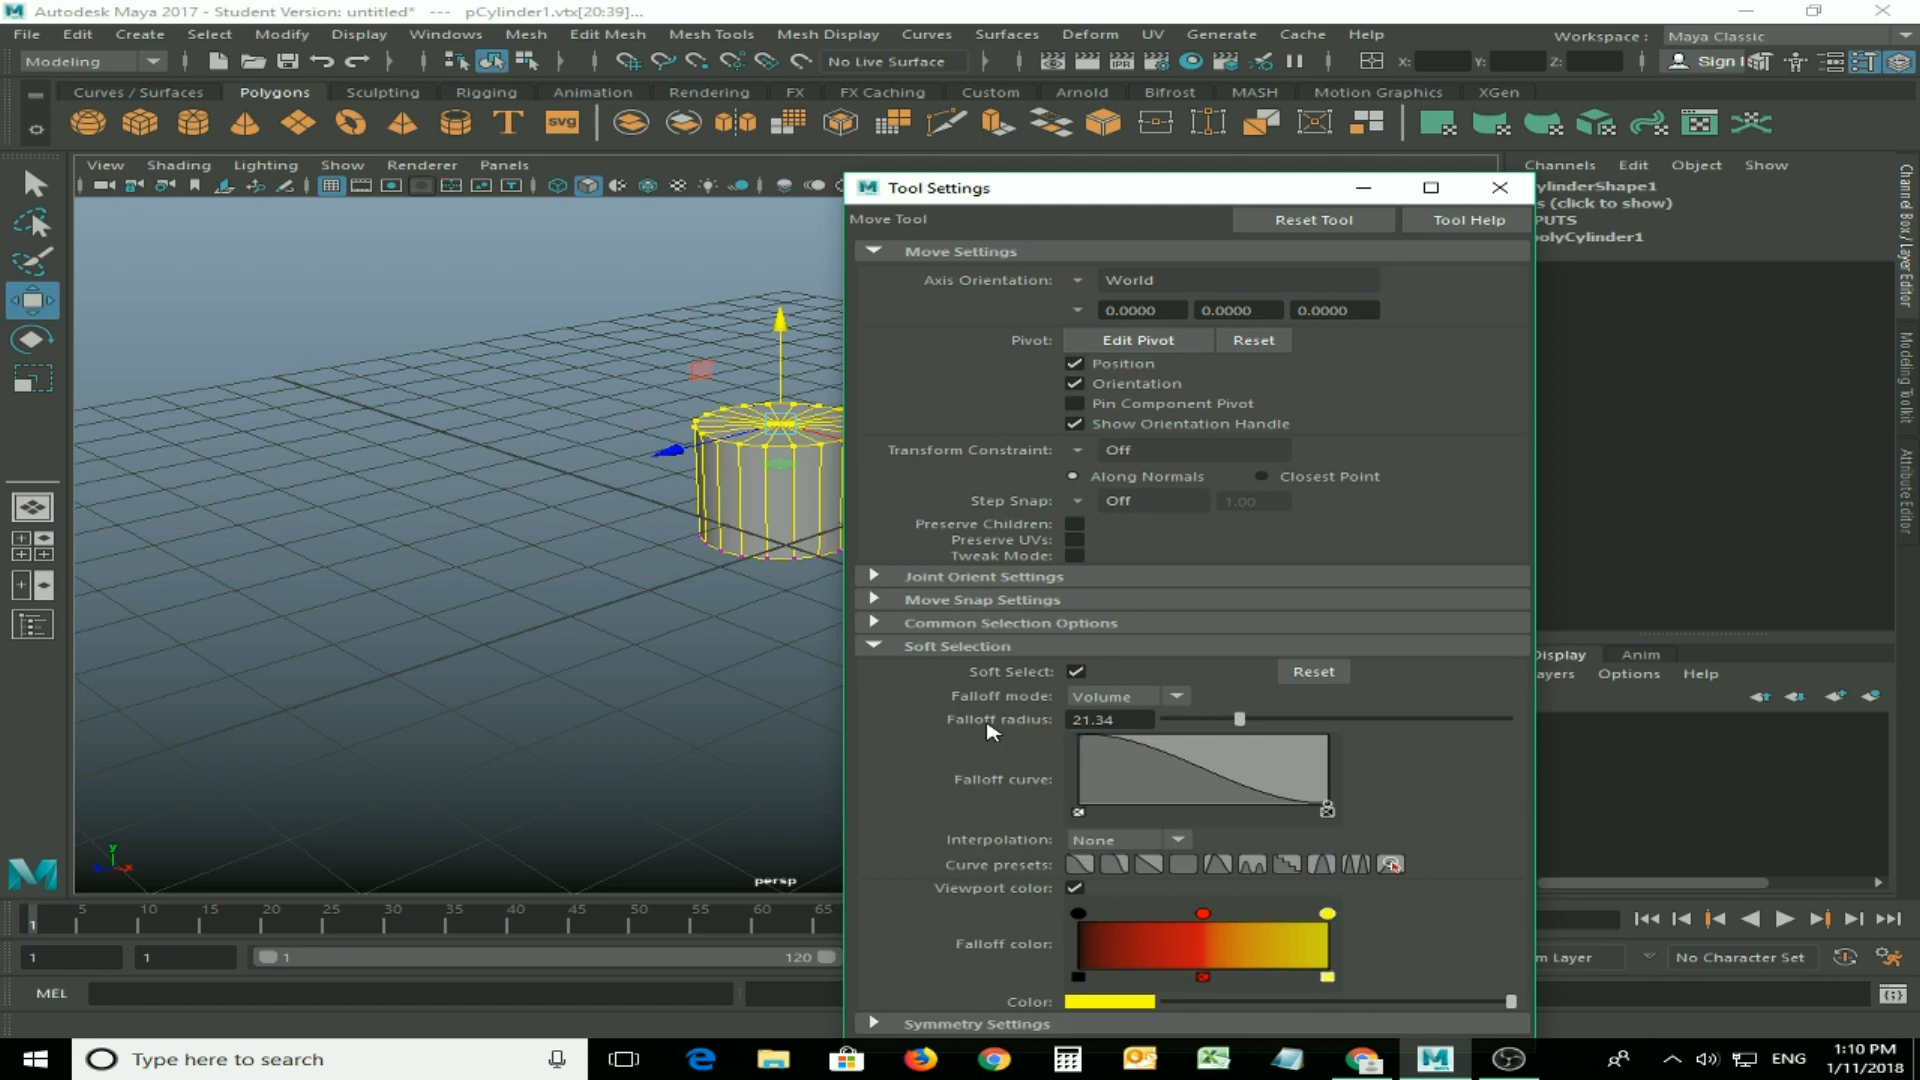 Autodesk Maya 2017 - Student Version: untitled* --- pCylinder1.vtx[20:39]...
File Edit Create Select Modify Display Windows Mesh Edit Mesh Mesh Tools Mesh Display Curves Surfaces Deform UV Generate Cache Help Workspace : Maya Classic
Modeling No Live Surface X: Y: Z: Sign I
Curves / Surfaces Polygons Sculpting Rigging Animation Rendering FX FX Caching Custom Arnold Bifrost MASH Motion Graphics XGen
T svg
View Shading Lighting Show Renderer Panels
Channels Edit Object Show
ylinderShape1
s (click to show)
PUTS
olyCylinder1
Channel Box / Layer Editor
Modeling Toolkit
Attribute Editor
Tool Settings
Move Tool Reset Tool Tool Help
Move Settings
Axis Orientation: World
0.0000 0.0000 0.0000
Pivot: Edit Pivot Reset
Position
Orientation
Pin Component Pivot
Show Orientation Handle
Transform Constraint: Off
Along Normals Closest Point
Step Snap: Off 1.00
Preserve Children:
Preserve UVs:
Tweak Mode:
Joint Orient Settings
Move Snap Settings
Common Selection Options
Soft Selection
Soft Select: Reset
Falloff mode: Volume
Falloff radius: 21.34
Falloff curve:
Interpolation: None
Curve presets:
Viewport color:
Falloff color:
Color:
Symmetry Settings
Display Anim
ayers Options Help
y
x
persp
1 5 10 15 20 25 30 35 40 45 50 55 60 65
1 1 1 120 m Layer No Character Set
MEL
Type here to search
ENG
1:10 PM
1/11/2018